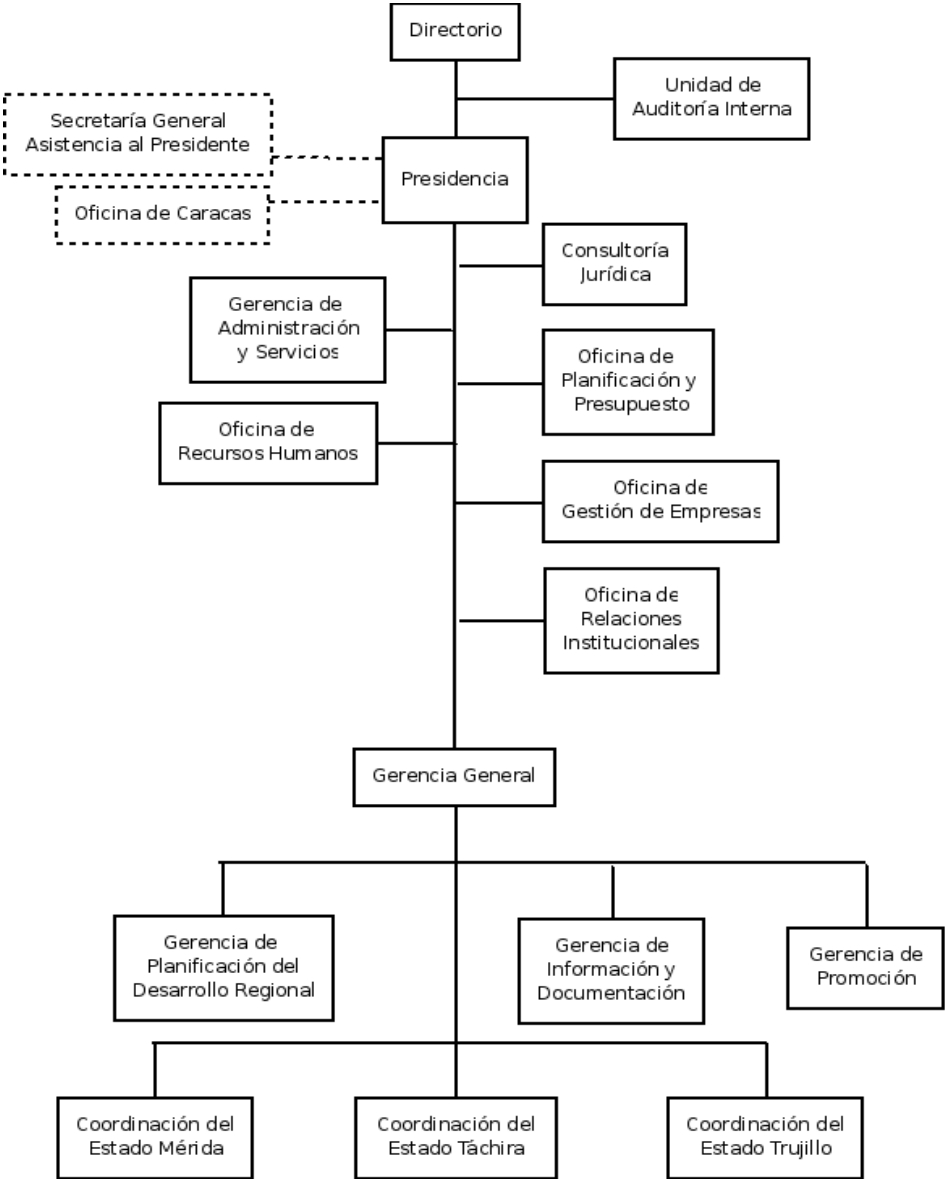 Directorio
Unidad de
Auditoría Interna
Secretaría General
Asistencia al Presidente
Presidencia
Oficina de Caracas
Consultoría
Jurídica
Gerencia de
Administración
y Servicios
Oficina de
Planificación y
Presupuesto
Oficina de
Recursos Humanos
Oficina de
Gestión de Empresas
Oficina de
Relaciones
Institucionales
Gerencia General
Gerencia de
Planificación del
Desarrollo Regional
Gerencia de
Información y
Documentación
Gerencia de
Promoción
Coordinación del
Estado Mérida
Coordinación del
Estado Táchira
Coordinación del
Estado Trujillo